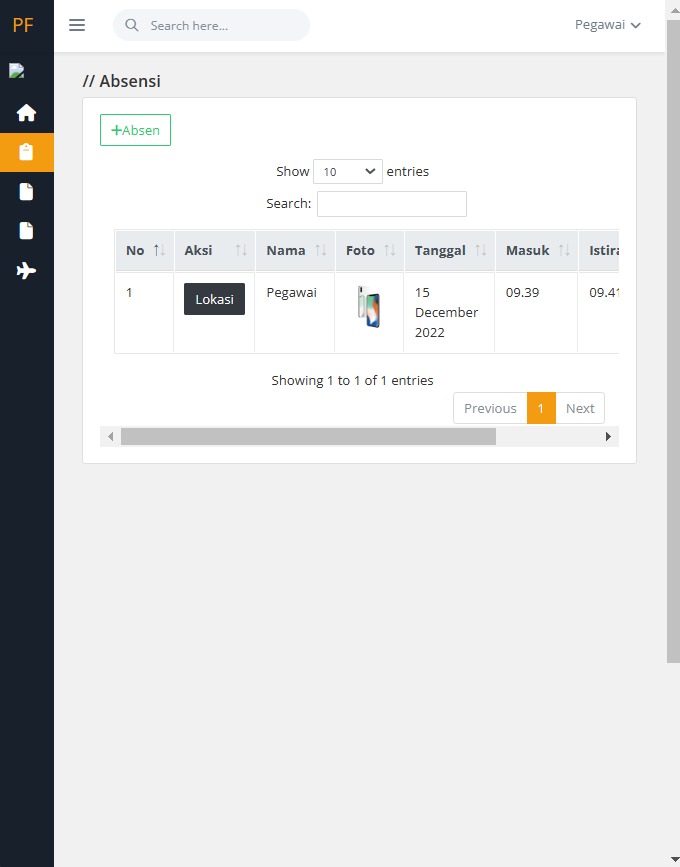 PF
Search here...
Pegawai
// Absensi
+Absen
Show 10 entries
Search:
No Aksi Nama Foto Tanggal Masuk Istira
1 Lokasi Pegawai 15 09.39 09.41
December
2022
Showing 1 to 1 of 1 entries
Previous 1 Next